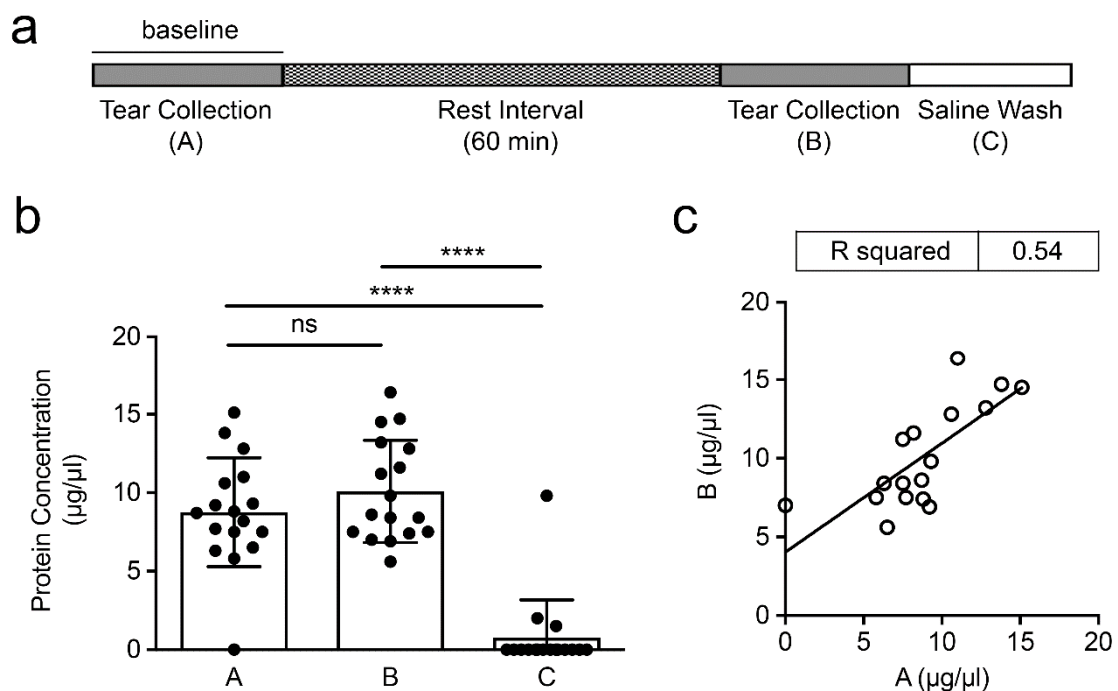 a
baseline
Tear Collection
(A)
Rest Interval
(60 min)
Tear Collection
(B)
Saline Wash
(C)
b
****
****
ns
Protein Concentration
(µg/µl)
20
15
10
5
0
A
B
C
c
R squared 0.54
B (µg/µl)
20
15
10
5
0
0 5 10 15 20
A (µg/µl)